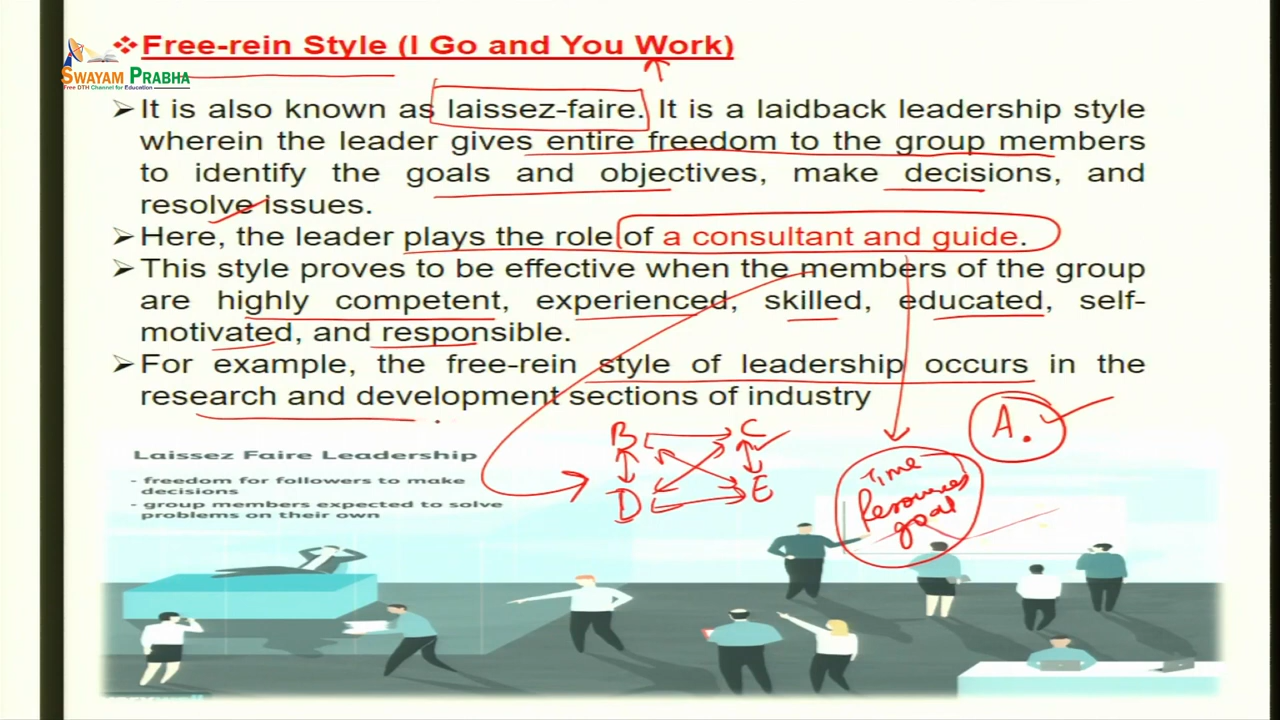 ❖Free-rein Style (I Go and You Work)
SWAYAM PRABHA
Free DTH Channel for Education
➢It is also known as laissez-faire. It is a laidback leadership style
wherein the leader gives entire freedom to the group members
to identify the goals and objectives, make decisions, and
resolve issues.
➢Here, the leader plays the role of a consultant and guide.
➢This style proves to be effective when the members of the group
are highly competent, experienced, skilled, educated, self-
motivated, and responsible.
➢For example, the free-rein style of leadership occurs in the
research and development sections of industry
B C
D E
A.
Time
Resources
goal
Laissez Faire Leadership
- freedom for followers to make
decisions
- group members expected to solve
problems on their own